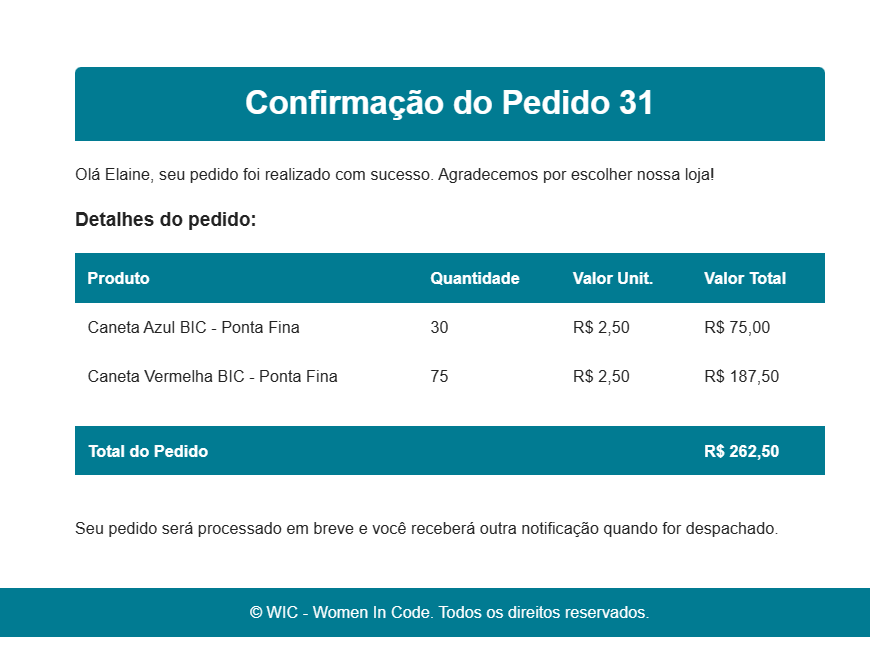 Confirmação do Pedido 31
Olá Elaine, seu pedido foi realizado com sucesso. Agradecemos por escolher nossa loja!
Detalhes do pedido:
Produto Quantidade Valor Unit. Valor Total
Caneta Azul BIC - Ponta Fina 30 R$ 2,50 R$ 75,00
Caneta Vermelha BIC - Ponta Fina 75 R$ 2,50 R$ 187,50
Total do Pedido R$ 262,50
Seu pedido será processado em breve e você receberá outra notificação quando for despachado.
© WIC - Women In Code. Todos os direitos reservados.